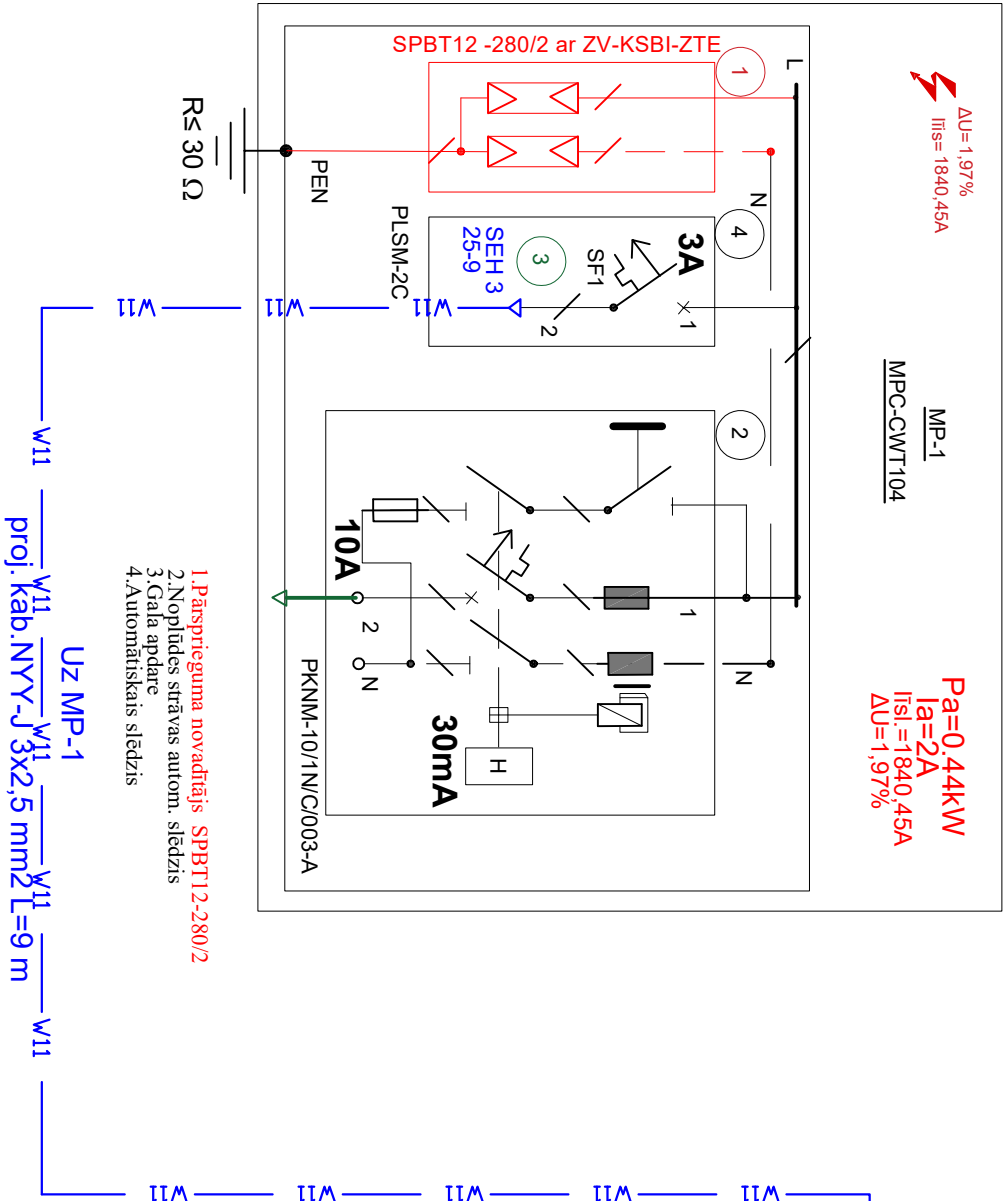 SPBT12 -280/2 ar ZV-KSBI-ZTE
1
L
ΔU= 1,97%
Iīis= 1840,45A
MP-1
MPC-CWT104
Pa=0.44kW
Ia=2A
Iīsl.=1840,45A
ΔU=1,97%
R≤ 30 Ω
PEN
N
4
3A
SF1
3
SEH 3
25-9
PLSM-2C
1
2
2
1
N
10A
2
N
30mA
H
PKNM-10/1N/C/003-A
1.Pārsprieguma novadītājs SPBT12-280/2
2.Noplūdes strāvas autom. slēdzis
3.Gala apdare
4.Automātiskais slēdzis
Uz MP-1
proj. kab.NYY-J 3x2,5 mm2 L=9 m
W11
W11
W11
W11
W11
W11
W11
W11
W11
W11
W11
W11
W11